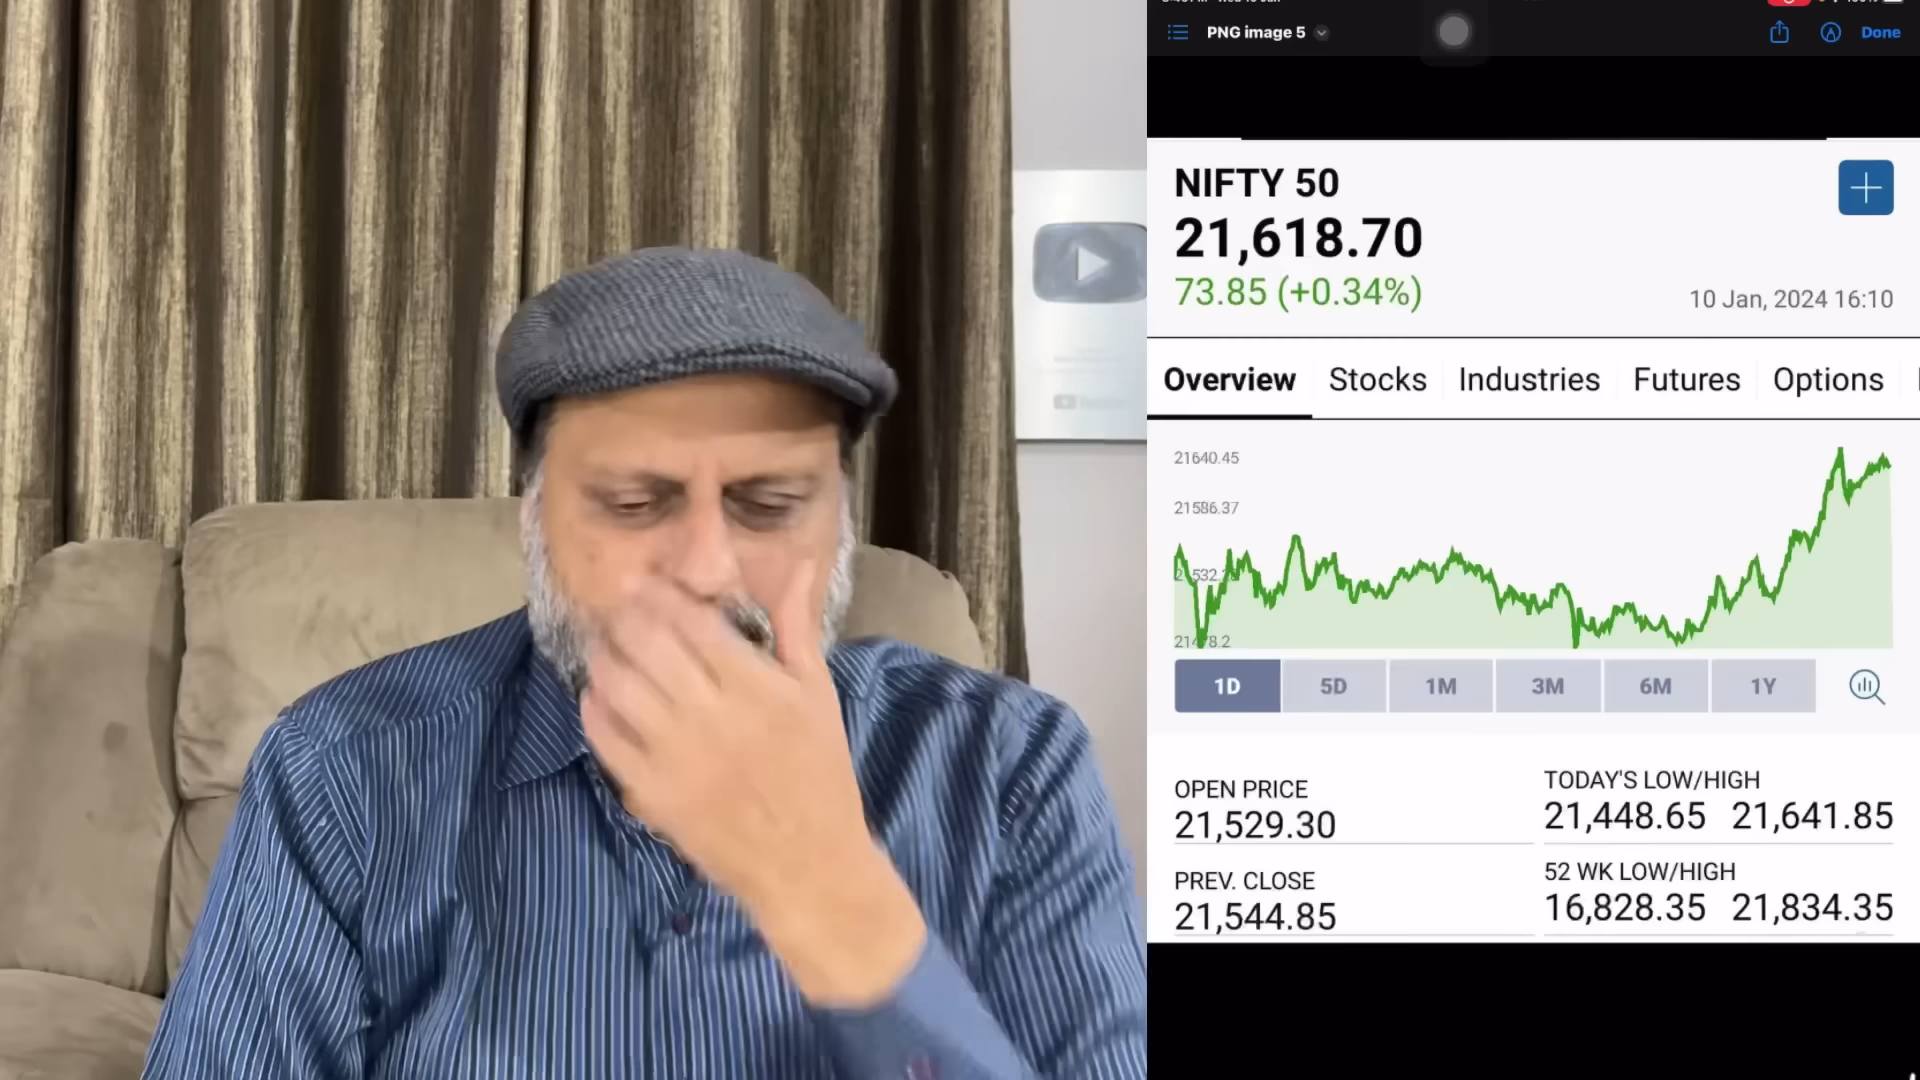 PNG image 5
Done
NIFTY 50
21,618.70
73.85 (+0.34%)
10 Jan, 2024 16:10
Overview Stocks Industries Futures Options
21640.45
21586.37
1D 5D 1M 3M 6M 1Y
OPEN PRICE
21,529.30
TODAY'S LOW/HIGH
21,448.65 21,641.85
PREV. CLOSE
21,544.85
52 WK LOW/HIGH
16,828.35 21,834.35